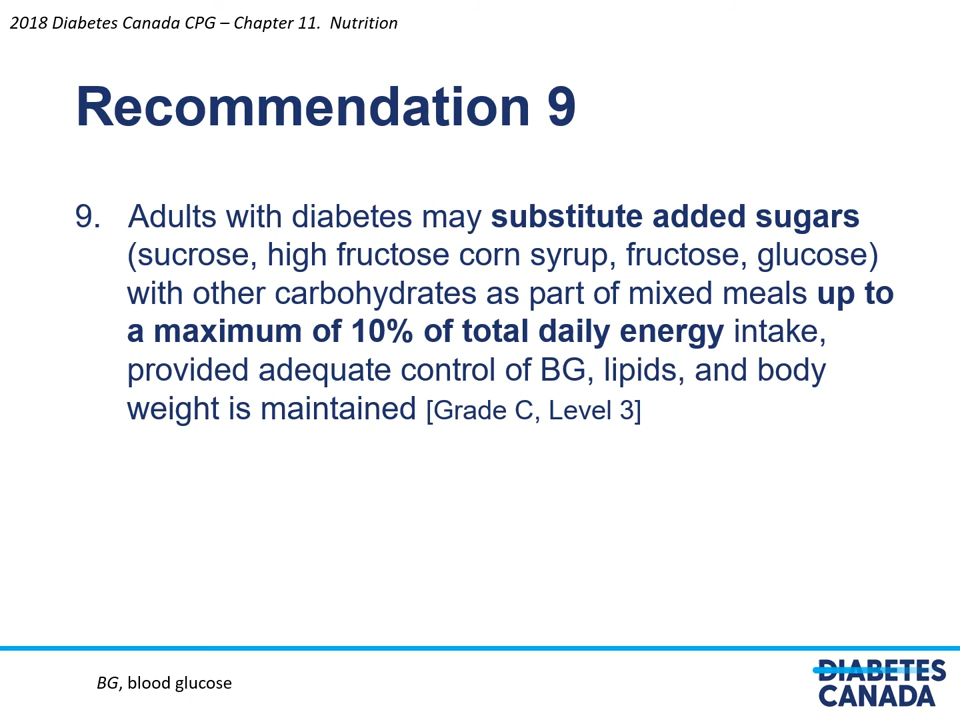 2018 Diabetes Canada CPG – Chapter 11.  Nutrition
Recommendation 9
9. Adults with diabetes may substitute added sugars
(sucrose, high fructose corn syrup, fructose, glucose)
with other carbohydrates as part of mixed meals up to
a maximum of 10% of total daily energy intake,
provided adequate control of BG, lipids, and body
weight is maintained [Grade C, Level 3]
BG, blood glucose
DIABETES
CANADA